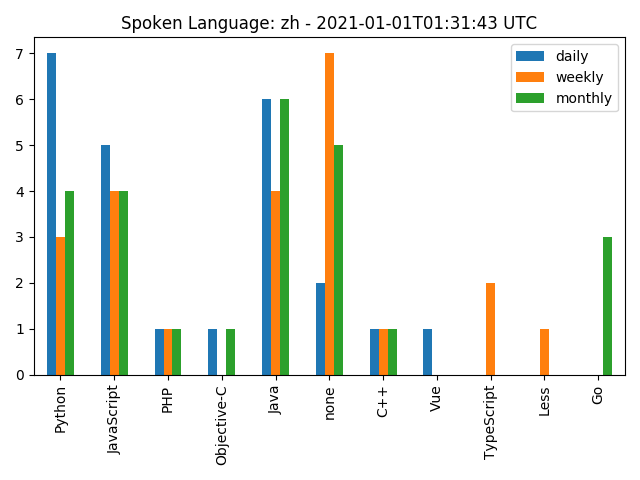 Spoken Language: zh - 2021-01-01T01:31:43 UTC
daily
weekly
monthly
7
6
5
4
3
2
1
0
Python
JavaScript
PHP
Objective-C
Java
none
C++
Vue
TypeScript
Less
Go